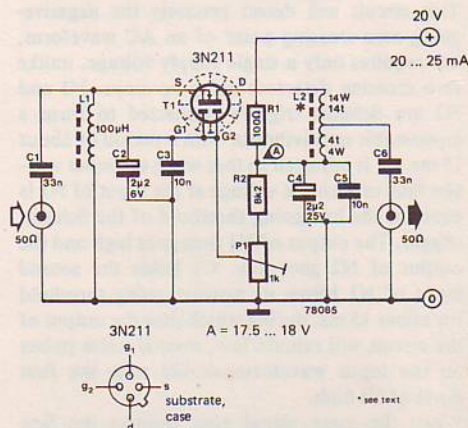 20 V
20 ... 25 mA
3N211
S
D
T1
G1
G2
L1
100µH
R1
100Ω
L2
*
14W
14t
4W
4t
A
C1
33n
C2
2µ2
6V
C3
10n
R2
8k2
C4
2µ2
25V
C5
10n
C6
33n
50Ω
P1
1k
50Ω
78085
0
3N211
A = 17.5 ... 18 V
g1
g2
s
d
substrate,
case
* see text